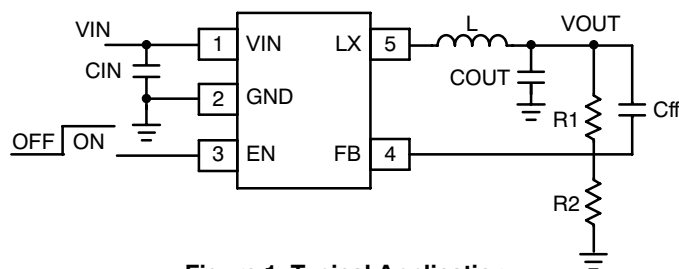 VIN
1 VIN LX 5
L
VOUT
CIN
COUT
2 GND
R1
Cff
OFF ON
3 EN FB 4
R2
Figure 1. Typical Applicatio